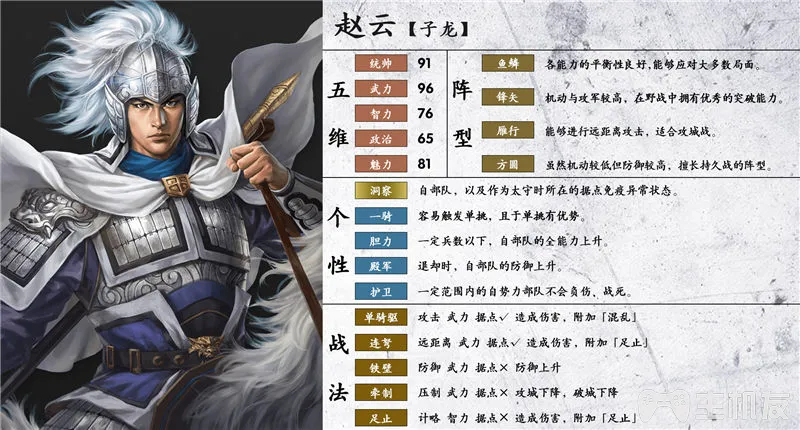 赵云【子龙】
五维
统帅 91
武力 96
智力 76
政治 65
魅力 81
阵型
鱼鳞 各能力的平衡性良好,能够应对大多数局面。
锋矢 机动与攻军较高,在野战中拥有优秀的突破能力。
雁行 能够进行远距离攻击,适合攻城战。
方圆 虽然机动较低但防御较高,擅长持久战的阵型。
个性
洞察 自部队,以及作为太守时所在的据点免疫异常状态。
一骑 容易触发单挑,且于单挑有优势。
胆力 一定兵数以下,自部队的全能力上升。
殿军 退却时,自部队的防御上升。
护卫 一定范围内的自势力部队不会负伤、战死。
战法
单骑驱 攻击 武力 据点✓ 造成伤害,附加「混乱」
连弩 远距离 武力 据点✓ 造成伤害,附加「足止」
铁壁 防御 武力 据点✕ 防御上升
牵制 压制 武力 据点✕ 攻城下降,破城下降
足止 计略 智力 据点✕ 造成伤害,附加「足止」